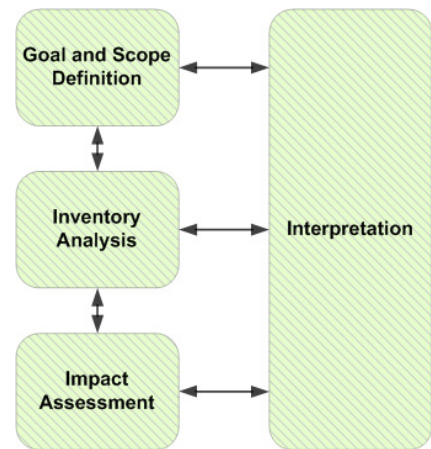 Goal and Scope
Definition
Inventory
Analysis
Interpretation
Impact
Assessment